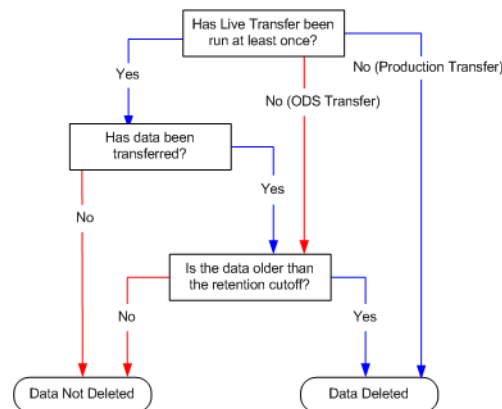 Has Live Transfer been
run at least once?
Yes
No (Production Transfer)
No (ODS Transfer)
Has data been
transferred?
Yes
No
Is the data older than
the retention cutoff?
No
Yes
Data Not Deleted
Data Deleted